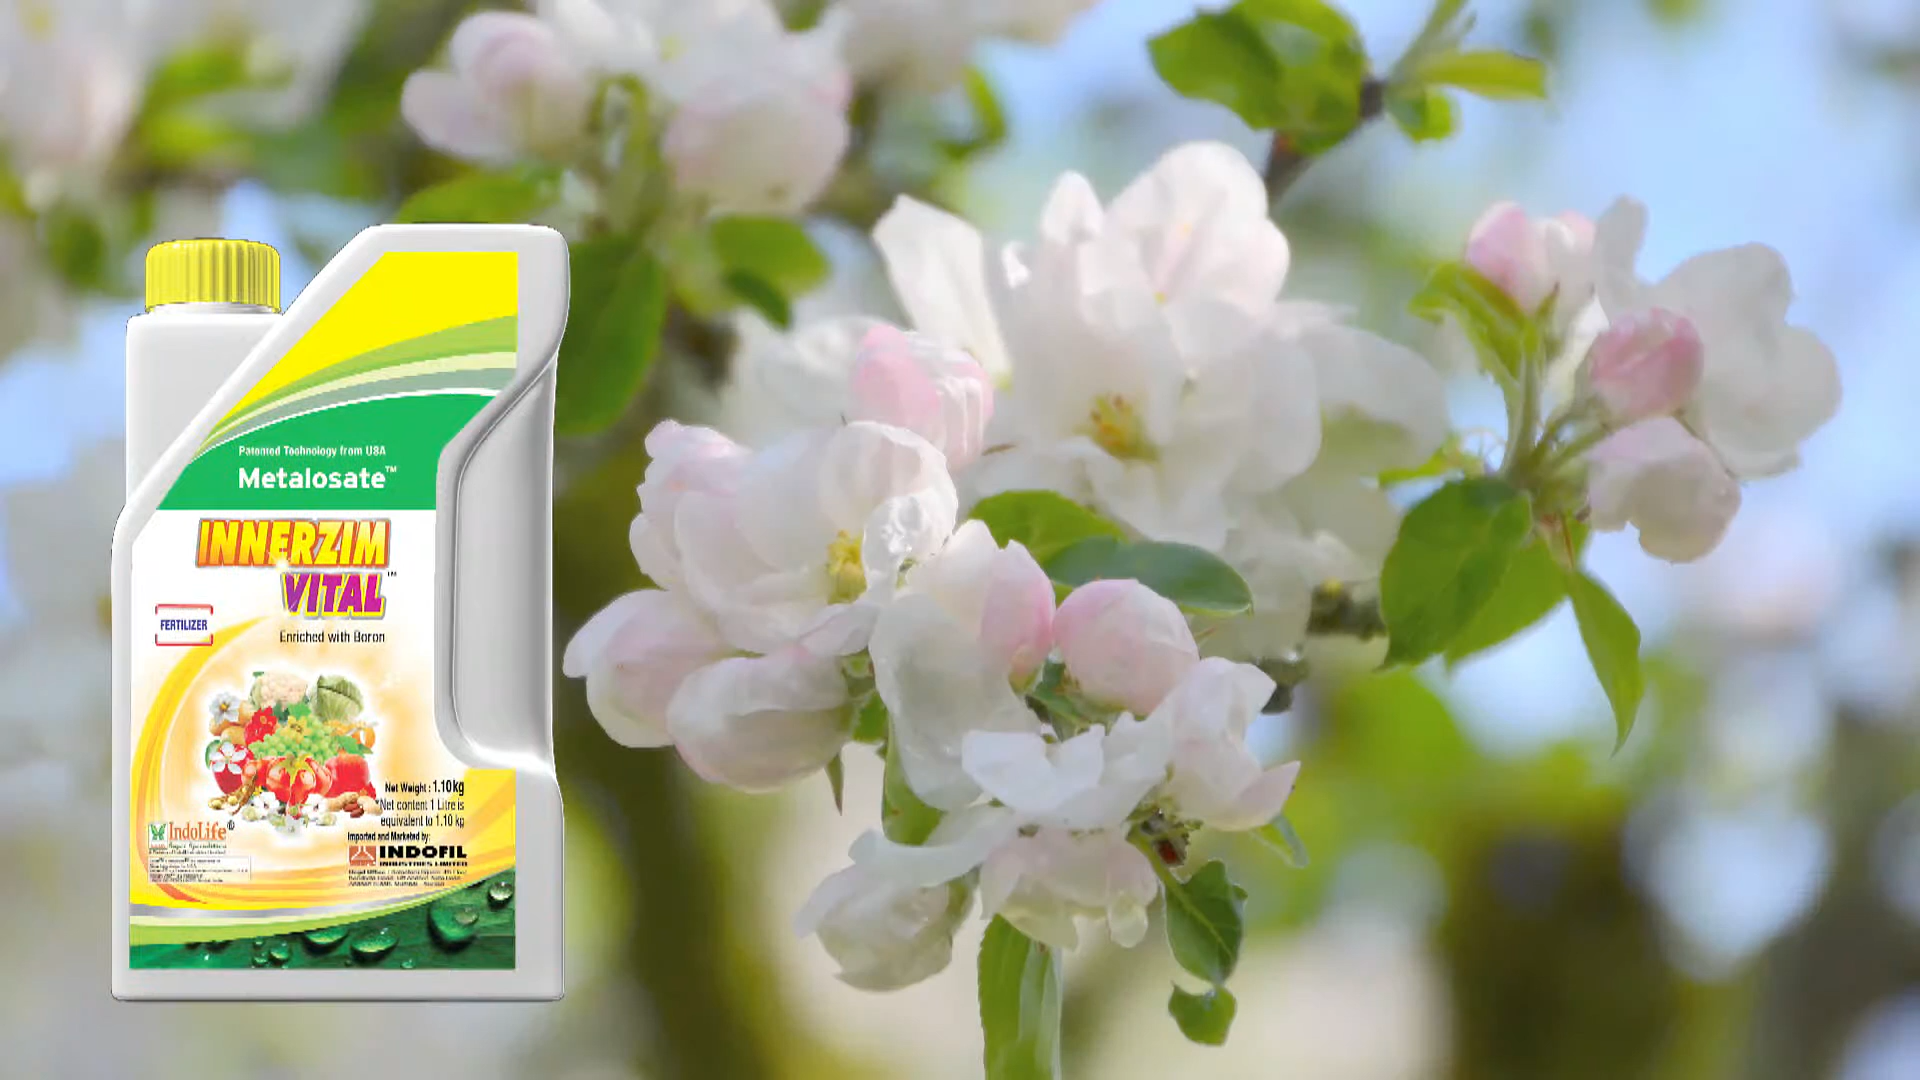 Patented Technology from USA
Metalosate™
INNERZIM
VITAL™
FERTILIZER
Enriched with Boron
Net Weight : 1.10kg
*Net content 1 Litre is
equivalent to 1.10 kg
Imported and Marketed by:
IndoLife®
INDOFIL
INDUSTRIES LIMITED